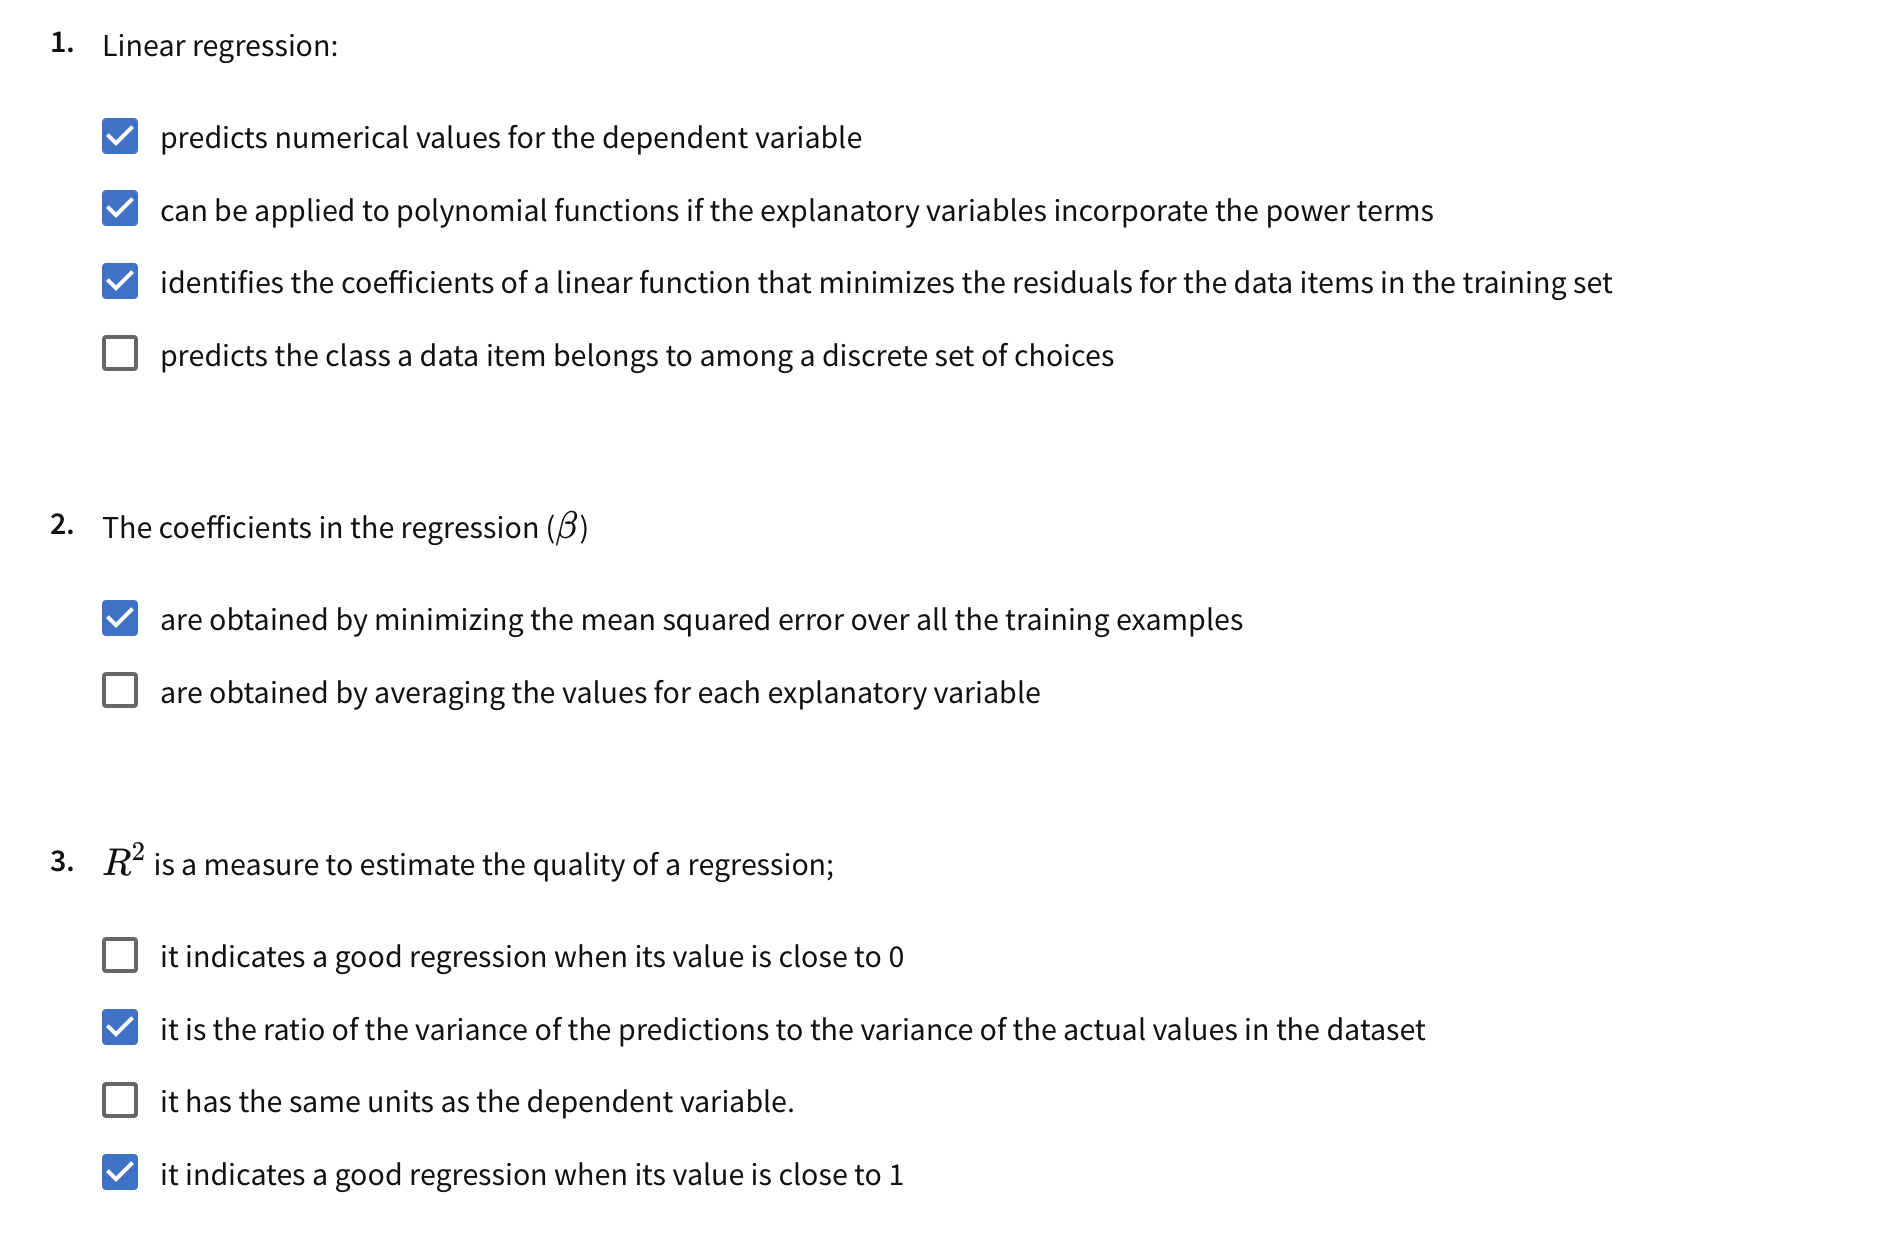 1. Linear regression:
predicts numerical values for the dependent variable
can be applied to polynomial functions if the explanatory variables incorporate the power terms
identifies the coefficients of a linear function that minimizes the residuals for the data items in the training set
predicts the class a data item belongs to among a discrete set of choices
2. The coefficients in the regression (β)
are obtained by minimizing the mean squared error over all the training examples
are obtained by averaging the values for each explanatory variable
3. R² is a measure to estimate the quality of a regression;
it indicates a good regression when its value is close to 0
it is the ratio of the variance of the predictions to the variance of the actual values in the dataset
it has the same units as the dependent variable.
it indicates a good regression when its value is close to 1